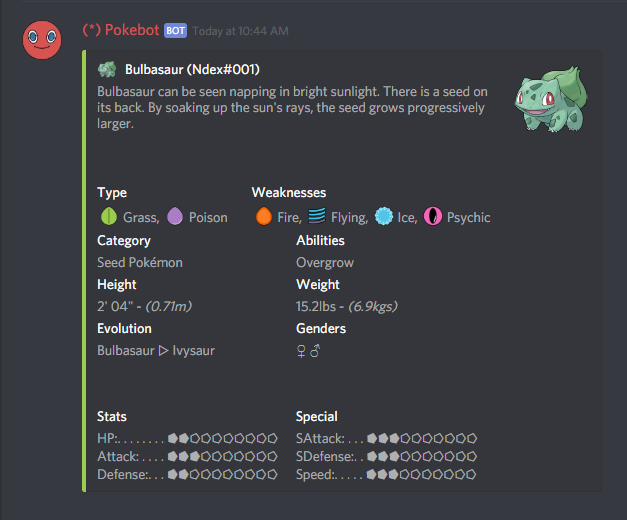 (*) Pokebot BOT Today at 10:44 AM
Bulbasaur (Ndex#001)
Bulbasaur can be seen napping in bright sunlight. There is a seed on
its back. By soaking up the sun's rays, the seed grows progressively
larger.
Type Weaknesses
Grass, Poison Fire, Flying, Ice, Psychic
Category Abilities
Seed Pokémon Overgrow
Height Weight
2' 04" - (0.71m) 15.2lbs - (6.9kgs)
Evolution Genders
Bulbasaur ▷ Ivysaur ♀♂
Stats Special
HP:. . . . . . . . ⬟⬟⬠⬠⬠⬠⬠⬠⬠⬠ SAttack: . . . ⬟⬟⬟⬠⬠⬠⬠⬠⬠⬠
Attack: . . . . ⬟⬟⬟⬠⬠⬠⬠⬠⬠⬠ SDefense:. . ⬟⬟⬟⬠⬠⬠⬠⬠⬠⬠
Defense:. . . ⬟⬟⬠⬠⬠⬠⬠⬠⬠⬠ Speed:. . . . . ⬟⬟⬟⬠⬠⬠⬠⬠⬠⬠